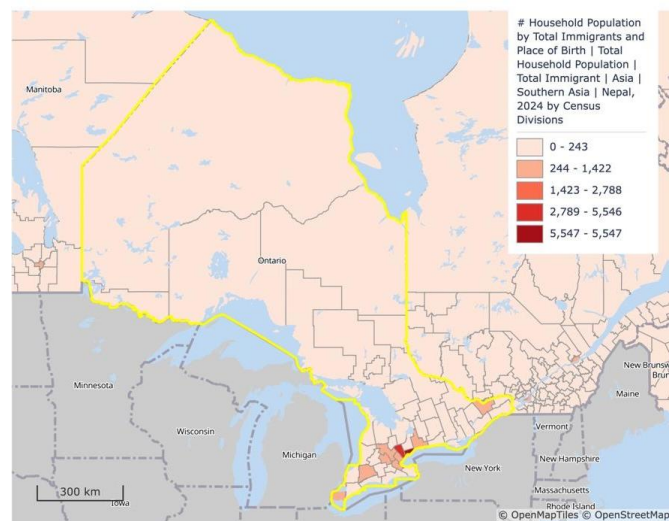 # Household Population
by Total Immigrants and
Place of Birth | Total
Household Population |
Total Immigrant | Asia |
Southern Asia | Nepal,
2024 by Census
Divisions
0 - 243
244 - 1,422
1,423 - 2,788
2,789 - 5,546
5,547 - 5,547
Manitoba
Ontario
Minnesota
Wisconsin
Michigan
Iowa
New York
Vermont
New Hampshire
Massachusetts
Rhode Island
Maine
New Brunsw
Brun
300 km
© OpenMapTiles © OpenStreetMap